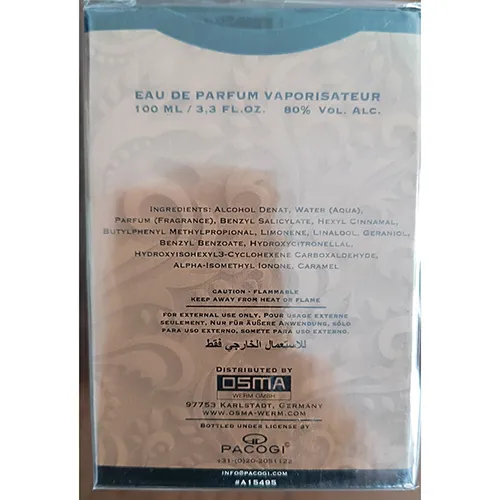 EAU DE PARFUM VAPORISATEUR
100 ML / 3,3 FL.OZ. 80% VOL. ALC.
INGREDIENTS: ALCOHOL DENAT, WATER (AQUA),
PARFUM (FRAGRANCE), BENZYL SALICYLATE, HEXYL CINNAMAL,
BUTYLPHENYL METHYLPROPIONAL, LIMONENE, LINALOOL, GERANIOL,
BENZYL BENZOATE, HYDROXYCITRONELLAL,
HYDROXYISOHEXYL3-CYCLOHEXENE CARBOXALDEHYDE,
ALPHA-ISOMETHYL IONONE, CARAMEL
CAUTION - FLAMMABLE
KEEP AWAY FROM HEAT OR FLAME
FOR EXTERNAL USE ONLY. POUR USAGE EXTERNE
SEULEMENT. NUR FÜR ÄUßERE ANWENDUNG, SÓLO
PARA USO EXTERNO, SOMETE PARA USO EXTERNO.
للاستعمال الخارجي فقط
DISTRIBUTED BY
OSMA
WERM GMBH
97753 KARLSTADT, GERMANY
WWW.OSMA-WERM.COM
BOTTLED UNDER LICENSE BY
PACOGI©
+31-(0)20-2051122
INFO@PACOGI.COM
#A15495